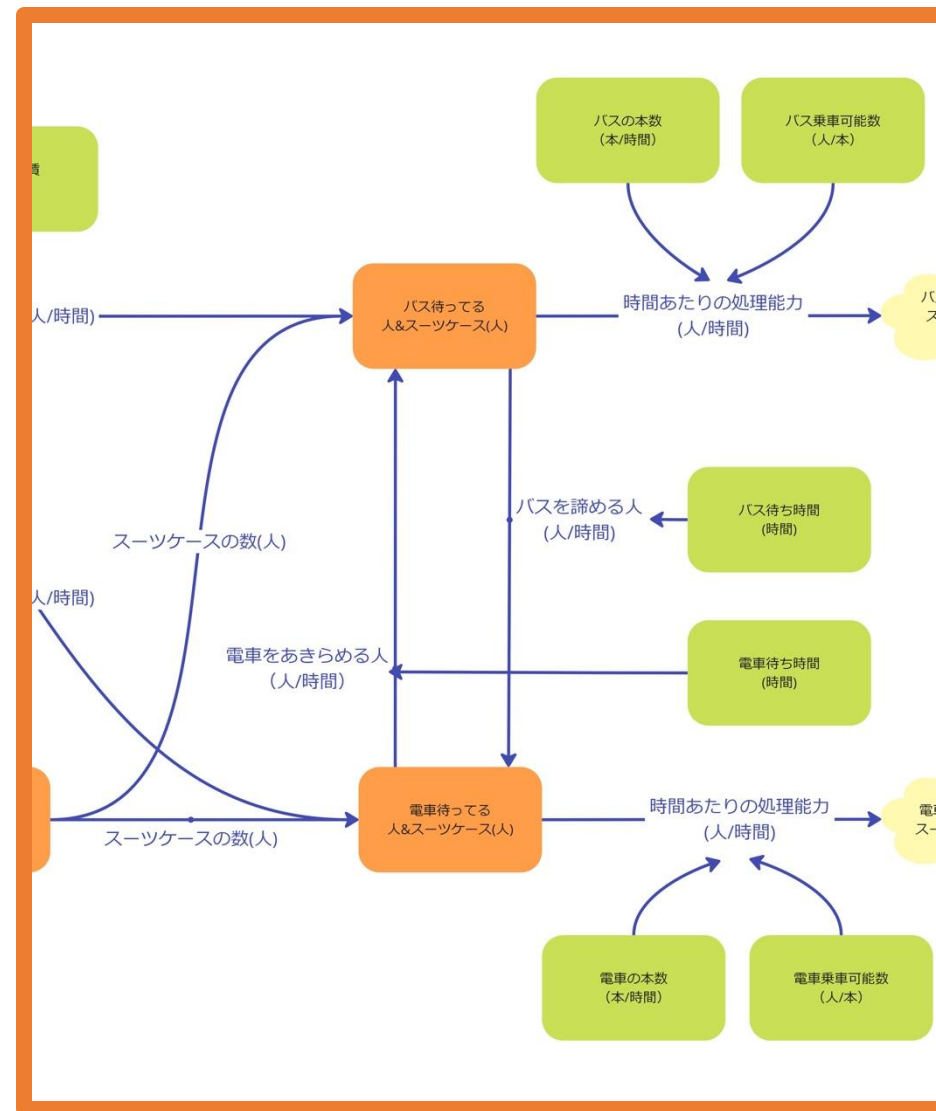 バスの本数
（本/時間）
バス乗車可能数
（人/本）
賃
人/時間)
バス待ってる
人&スーツケース(人)
時間あたりの処理能力
(人/時間)
バ
ス
スーツケースの数(人)
バスを諦める人
(人/時間)
バス待ち時間
(時間)
人/時間)
電車をあきらめる人
（人/時間）
電車待ち時間
(時間)
電車待ってる
人&スーツケース(人)
スーツケースの数(人)
時間あたりの処理能力
(人/時間)
電車
スー
電車の本数
（本/時間）
電車乗車可能数
（人/本）